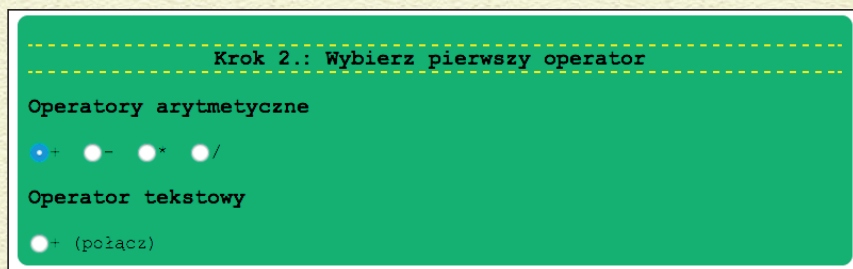 Krok 2.: Wybierz pierwszy operator
Operatory arytmetyczne
+ - * /
Operator tekstowy
+ (połącz)